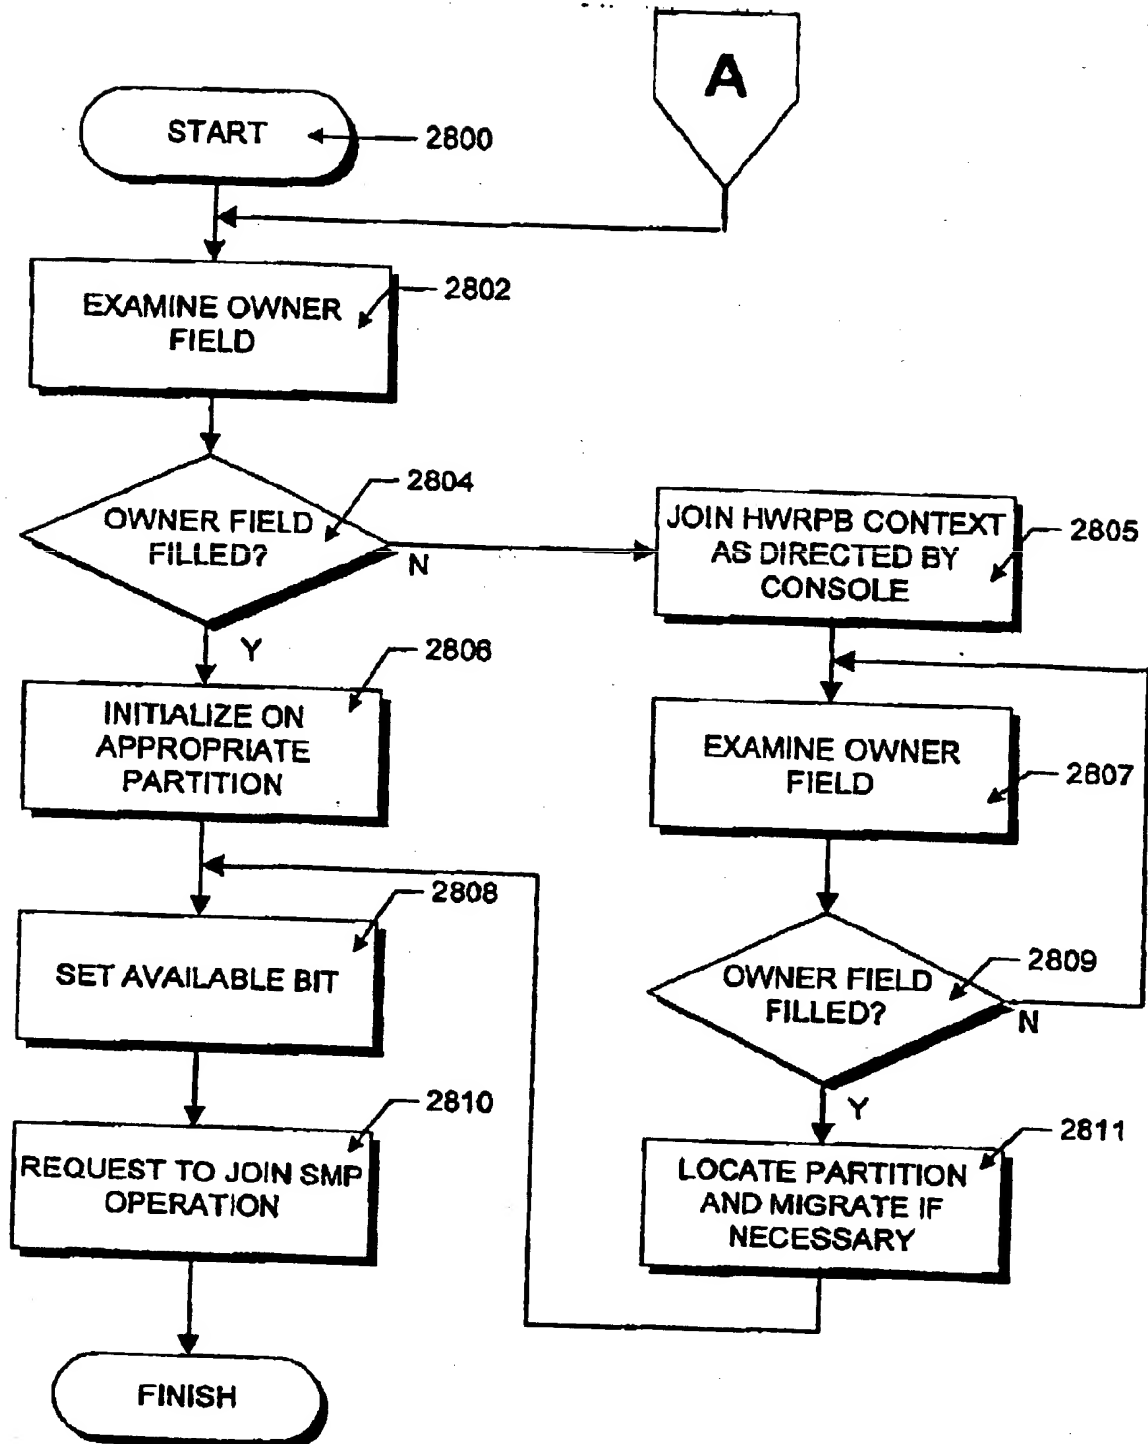 A
START
2800
EXAMINE OWNER
FIELD
2802
OWNER FIELD
FILLED?
2804
N
Y
JOIN HWRPB CONTEXT
AS DIRECTED BY
CONSOLE
2805
INITIALIZE ON
APPROPRIATE
PARTITION
2806
EXAMINE OWNER
FIELD
2807
SET AVAILABLE BIT
2808
OWNER FIELD
FILLED?
2809
N
Y
REQUEST TO JOIN SMP
OPERATION
2810
LOCATE PARTITION
AND MIGRATE IF
NECESSARY
2811
FINISH